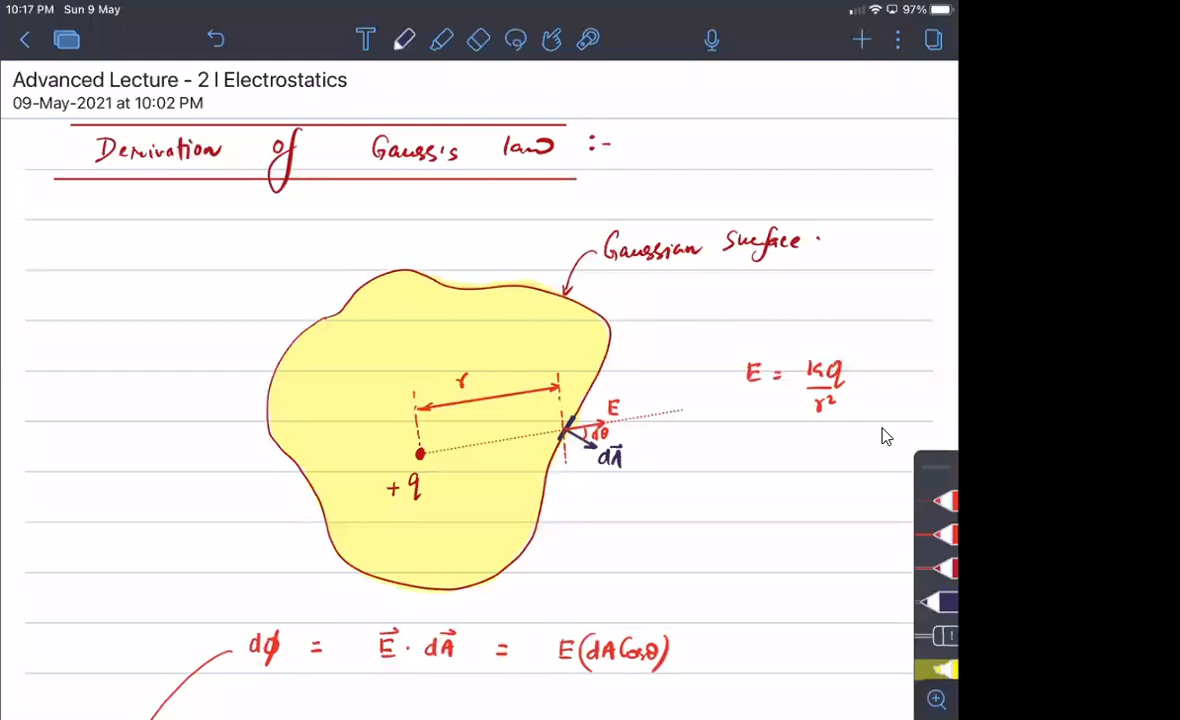 10:17 PM Sun 9 May 97%
T
Advanced Lecture - 2 I Electrostatics
09-May-2021 at 10:02 PM
Derivation of Gauss's law :-
Gaussian Surface.
r
E = kq/r²
E
dθ
dA⃗
+q
dϕ = E⃗ · dA⃗ = E(dA Cosθ)